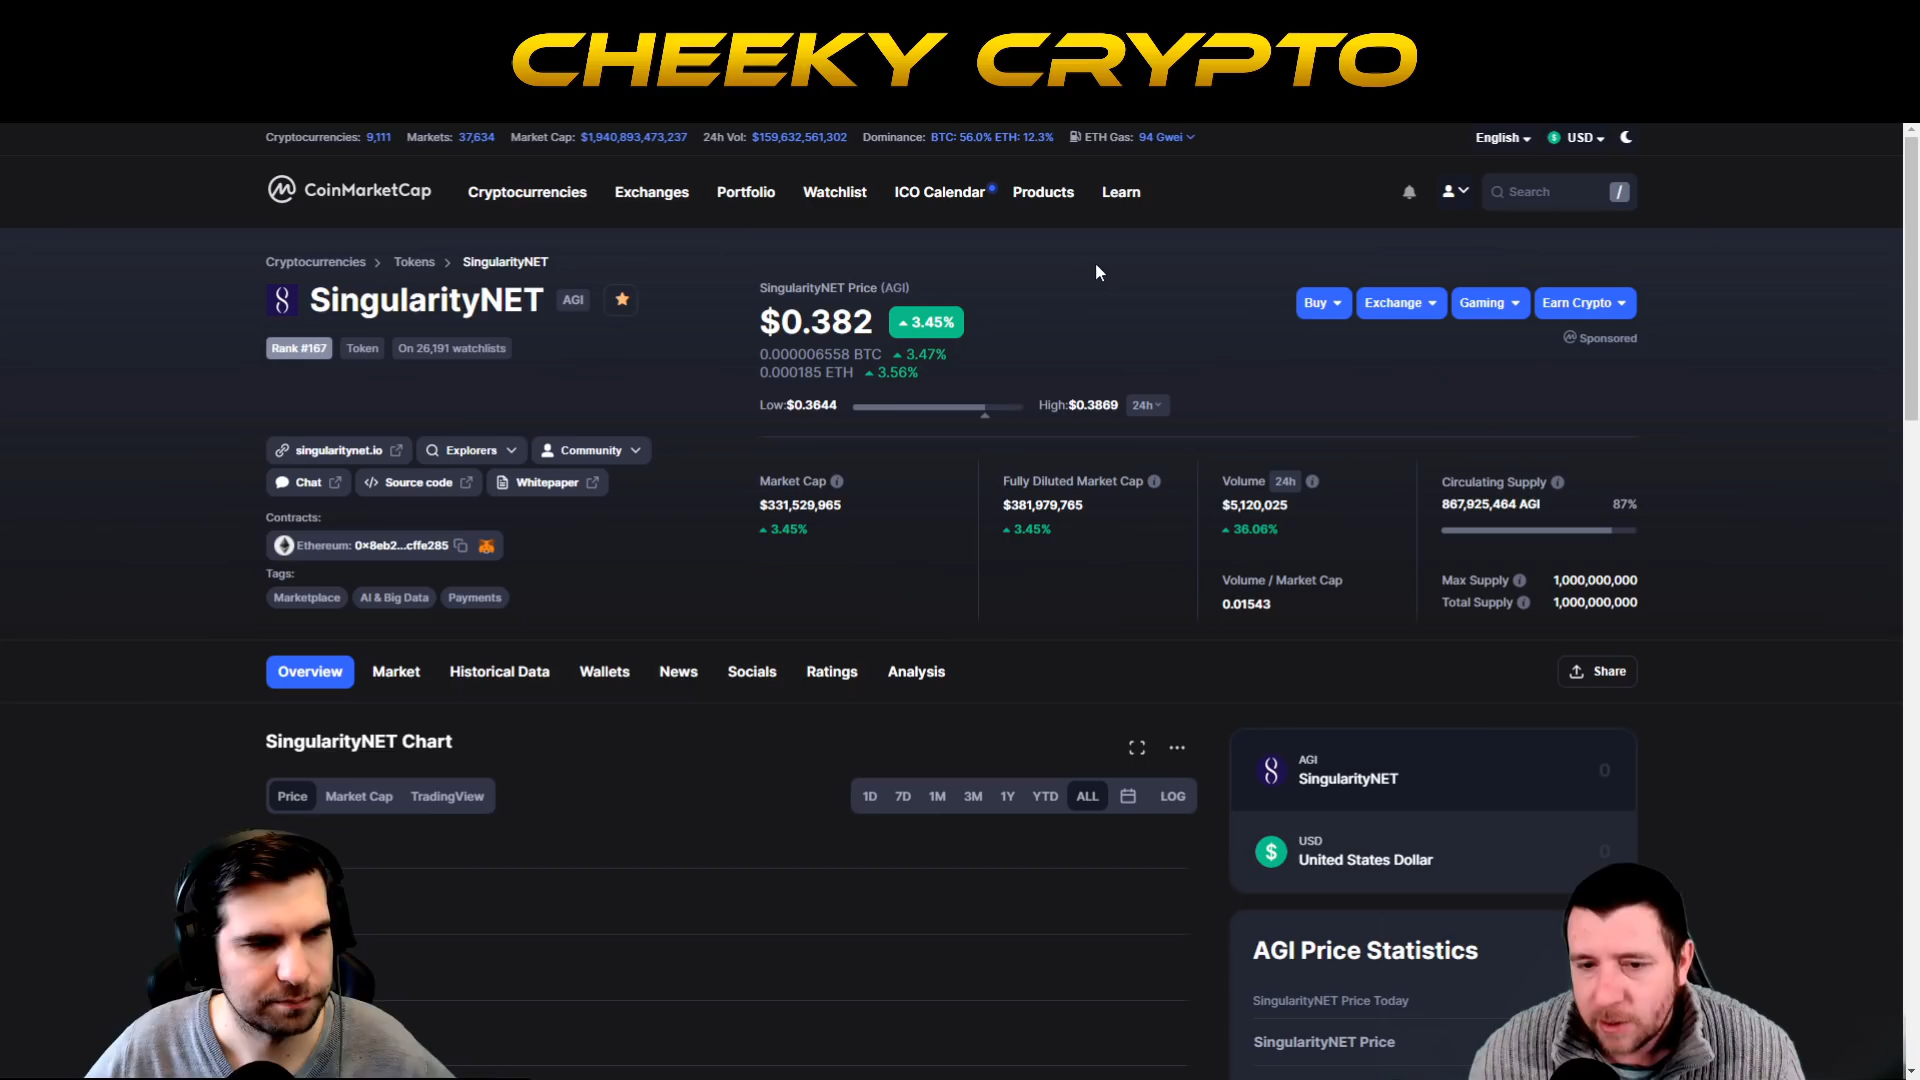 CHEEKY CRYPTO
Cryptocurrencies: 9,111 Markets: 37,634 Market Cap: $1,940,893,473,237 24h Vol: $159,632,561,302 Dominance: BTC: 56.0% ETH: 12.3% ETH Gas: 94 Gwei English USD
CoinMarketCap Cryptocurrencies Exchanges Portfolio Watchlist ICO Calendar Products Learn Search /
Cryptocurrencies > Tokens > SingularityNET
SingularityNET AGI
Rank #167 Token On 26,191 watchlists
singularitynet.io Explorers Community
Chat Source code Whitepaper
Contracts:
Ethereum: 0x8eb2...cffe285
Tags:
Marketplace AI & Big Data Payments
SingularityNET Price (AGI)
$0.382 3.45%
0.000006558 BTC 3.47%
0.000185 ETH 3.56%
Low:$0.3644 High:$0.3869 24h
Buy Exchange Gaming Earn Crypto
Sponsored
Market Cap
$331,529,965
3.45%
Fully Diluted Market Cap
$381,979,765
3.45%
Volume 24h
$5,120,025
36.06%
Volume / Market Cap
0.01543
Circulating Supply
867,925,464 AGI 87%
Max Supply 1,000,000,000
Total Supply 1,000,000,000
Overview Market Historical Data Wallets News Socials Ratings Analysis Share
SingularityNET Chart
Price Market Cap TradingView 1D 7D 1M 3M 1Y YTD ALL LOG
AGI
SingularityNET 0
USD
United States Dollar 0
AGI Price Statistics
SingularityNET Price Today
SingularityNET Price